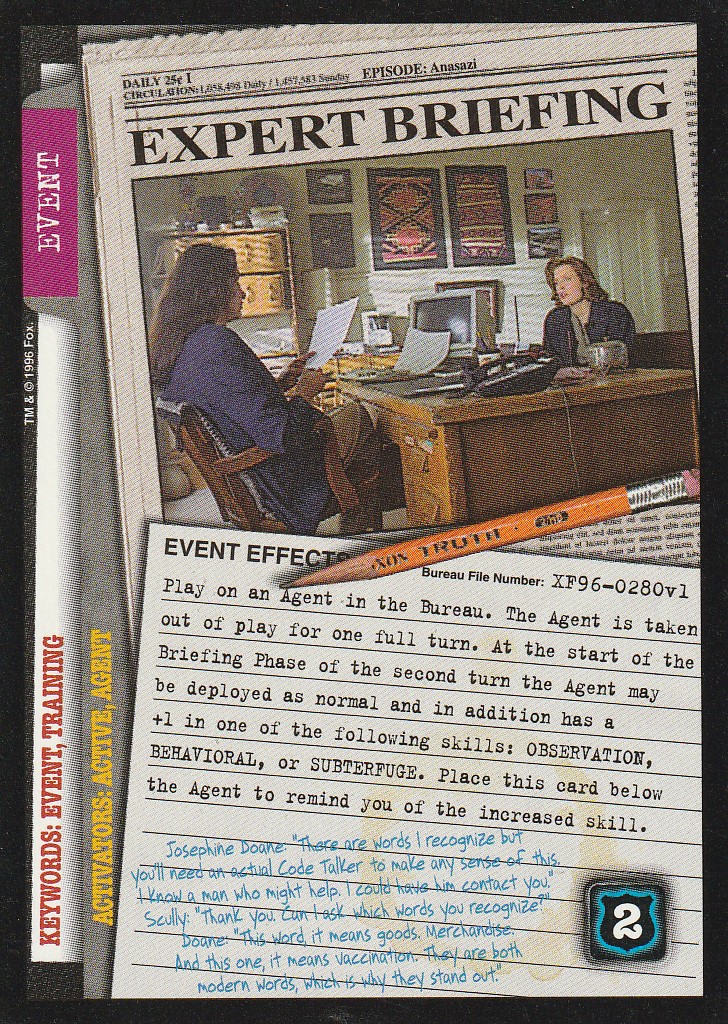 DAILY 25¢ I
EPISODE: Anasazi
CIRCULATION: 1,058,498 Daily / 1,457,583 Sunday
EXPERT BRIEFING
EVENT
TM & © 1996 Fox.
TRUTH
EVENT EFFECTS
Bureau File Number: XF96-0280v1
Play on an Agent in the Bureau. The Agent is taken
out of play for one full turn. At the start of the
Briefing Phase of the second turn the Agent may
be deployed as normal and in addition has a
+1 in one of the following skills: OBSERVATION,
BEHAVIORAL, or SUBTERFUGE. Place this card below
the Agent to remind you of the increased skill.
Josephine Doane: "There are words I recognize but
you'll need an actual Code Talker to make any sense of this.
I know a man who might help. I could have him contact you."
Scully: "Thank you. Can I ask which words you recognize?"
Doane: "This word, it means goods. Merchandise.
And this one, it means vaccination. They are both
modern words, which is why they stand out."
2
KEYWORDS: EVENT, TRAINING
ACTIVATORS: ACTIVE, AGENT